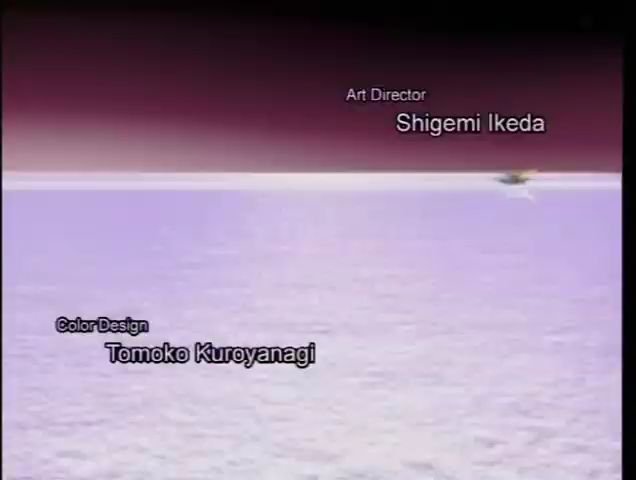 Art Director
Shigemi Ikeda
Color Design
Tomoko Kuroyanagi